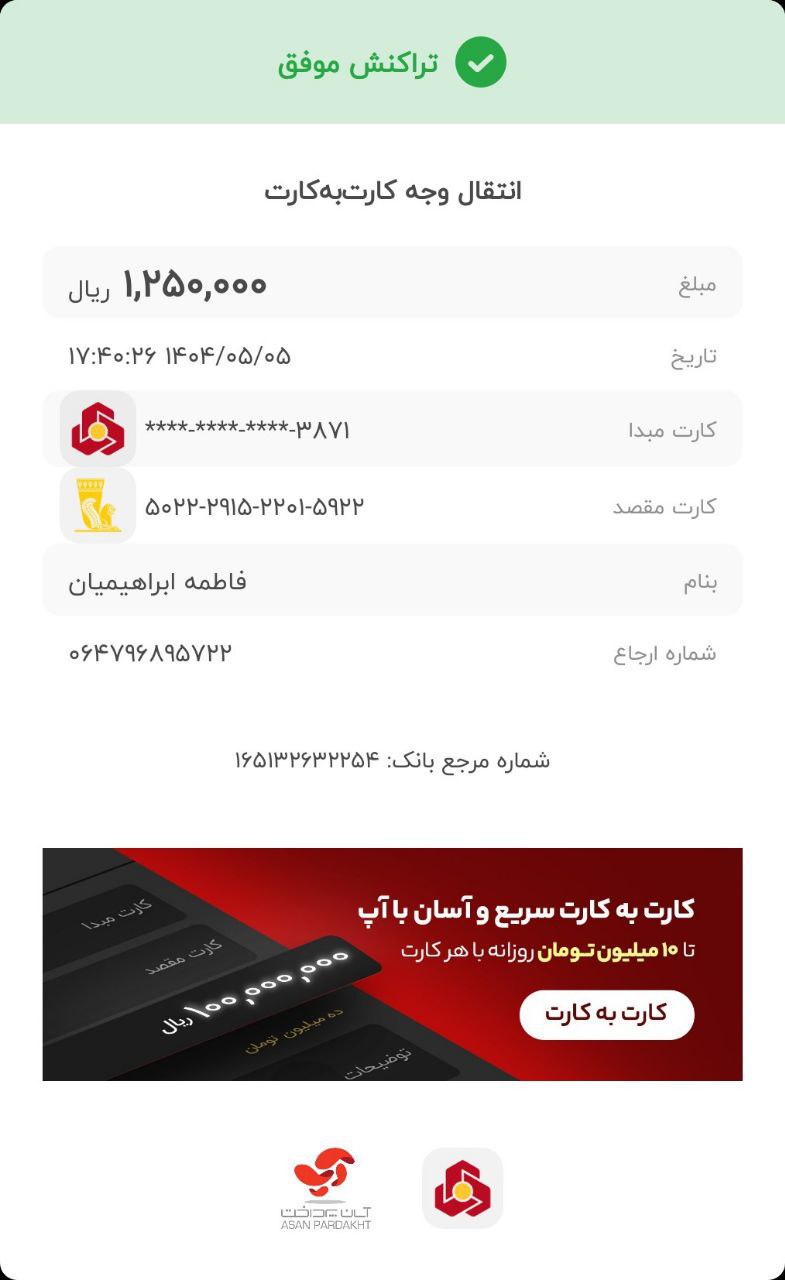 تراکنش موفق
انتقال وجه کارت‌به‌کارت
مبلغ ۱,۲۵۰,۰۰۰ ریال
تاریخ ۱۴۰۴/۰۵/۰۵ ۱۷:۴۰:۲۶
کارت مبدا ****-****-****-۳۸۷۱
کارت مقصد ۵۰۲۲-۲۹۱۵-۲۲۰۱-۵۹۲۲
بنام فاطمه ابراهیمیان
شماره ارجاع ۰۶۴۷۹۶۸۹۵۷۲۲
شماره مرجع بانک: ۱۶۵۱۳۲۶۳۲۲۵۴
کارت به کارت سریع و آسان با آپ
تا ۱۰ میلیون تومان روزانه با هر کارت
کارت به کارت
کارت مبدا
کارت مقصد
۱۰۰,۰۰۰,۰۰۰ ریال
ده میلیون تومان
توضیحات
آسان پرداخت
ASAN PARDAKHT